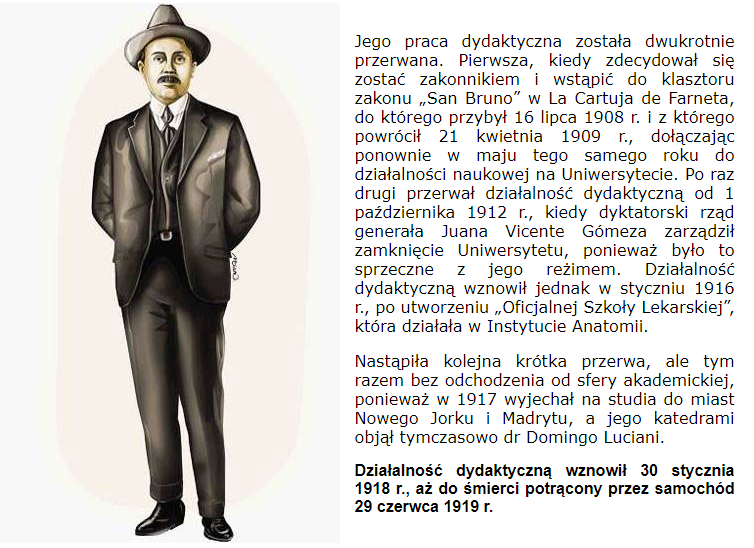 Jego praca dydaktyczna została dwukrotnie
przerwana. Pierwsza, kiedy zdecydował się
zostać zakonnikiem i wstąpić do klasztoru
zakonu „San Bruno” w La Cartuja de Farneta,
do którego przybył 16 lipca 1908 r. i z którego
powrócił 21 kwietnia 1909 r., dołączając
ponownie w maju tego samego roku do
działalności naukowej na Uniwersytecie. Po raz
drugi przerwał działalność dydaktyczną od 1
października 1912 r., kiedy dyktatorski rząd
generała Juana Vicente Gómeza zarządził
zamknięcie Uniwersytetu, ponieważ było to
sprzeczne z jego reżimem. Działalność
dydaktyczną wznowił jednak w styczniu 1916
r., po utworzeniu „Oficjalnej Szkoły Lekarskiej”,
która działała w Instytucie Anatomii.
Nastąpiła kolejna krótka przerwa, ale tym
razem bez odchodzenia od sfery akademickiej,
ponieważ w 1917 wyjechał na studia do miast
Nowego Jorku i Madrytu, a jego katedrami
objął tymczasowo dr Domingo Luciani.
Działalność dydaktyczną wznowił 30 stycznia
1918 r., aż do śmierci potrącony przez samochód
29 czerwca 1919 r.